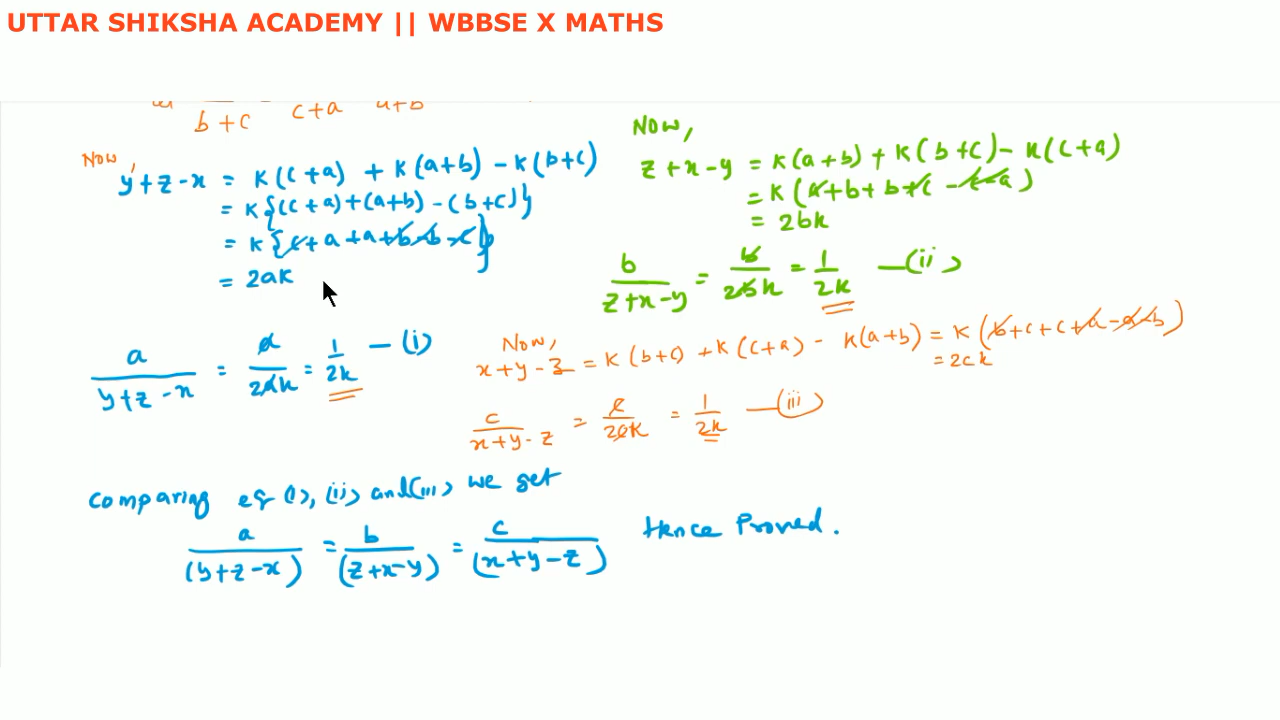 UTTAR SHIKSHA ACADEMY || WBBSE X MATHS
b+c c+a a+b
Now,
y+z-x = K(c+a) + K(a+b) - K(b+c)
= K{(c+a)+(a+b)-(b+c)}
= K{c+a+a+b-b-c}
= 2aK
a/(y+z-x) = a/2ak = 1/2k —(i)
Now,
z+x-y = K(a+b) + K(b+c) - K(c+a)
= K(a+b+b+c-c-a)
= 2bk
b/(z+x-y) = b/2bk = 1/2k —(ii)
Now,
x+y-z = K(b+c) + K(c+a) - K(a+b) = K(b+c+c+a-a-b)
= 2ck
c/(x+y-z) = c/2ck = 1/2k —(iii)
Comparing eq (i), (ii) and (iii) we get
a/(y+z-x) = b/(z+x-y) = c/(x+y-z) Hence Proved.